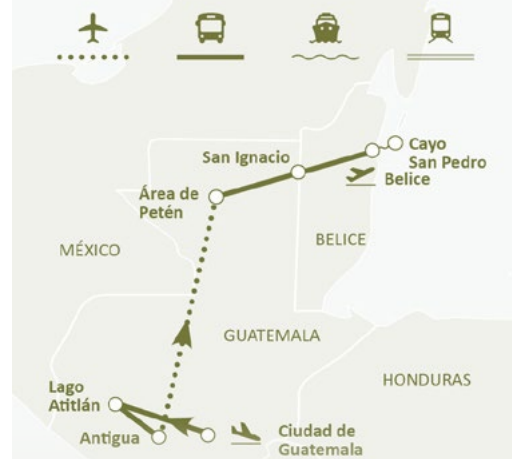 San Ignacio
Cayo
San Pedro
Belice
Área de
Petén
MÉXICO
BELICE
GUATEMALA
HONDURAS
Lago
Atitlán
Antigua
Ciudad de
Guatemala